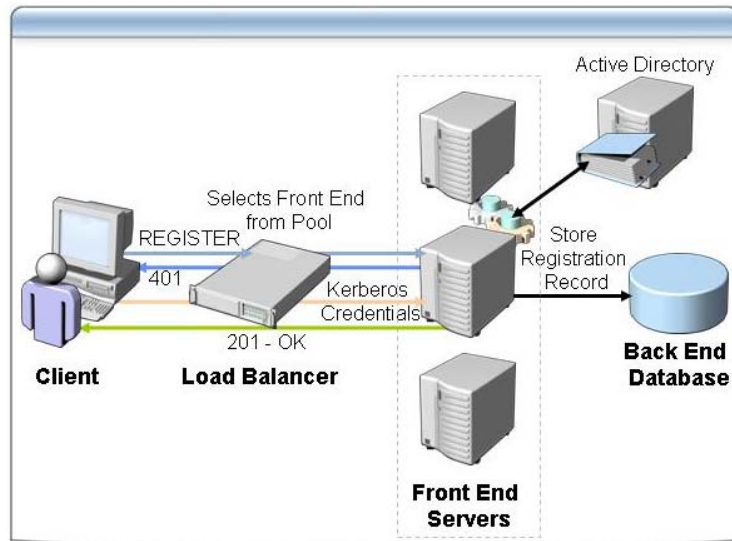 Active Directory
Selects Front End
from Pool
REGISTER
401
Store
Registration
Record
Kerberos
Credentials
201 - OK
Client
Load Balancer
Back End
Database
Front End
Servers